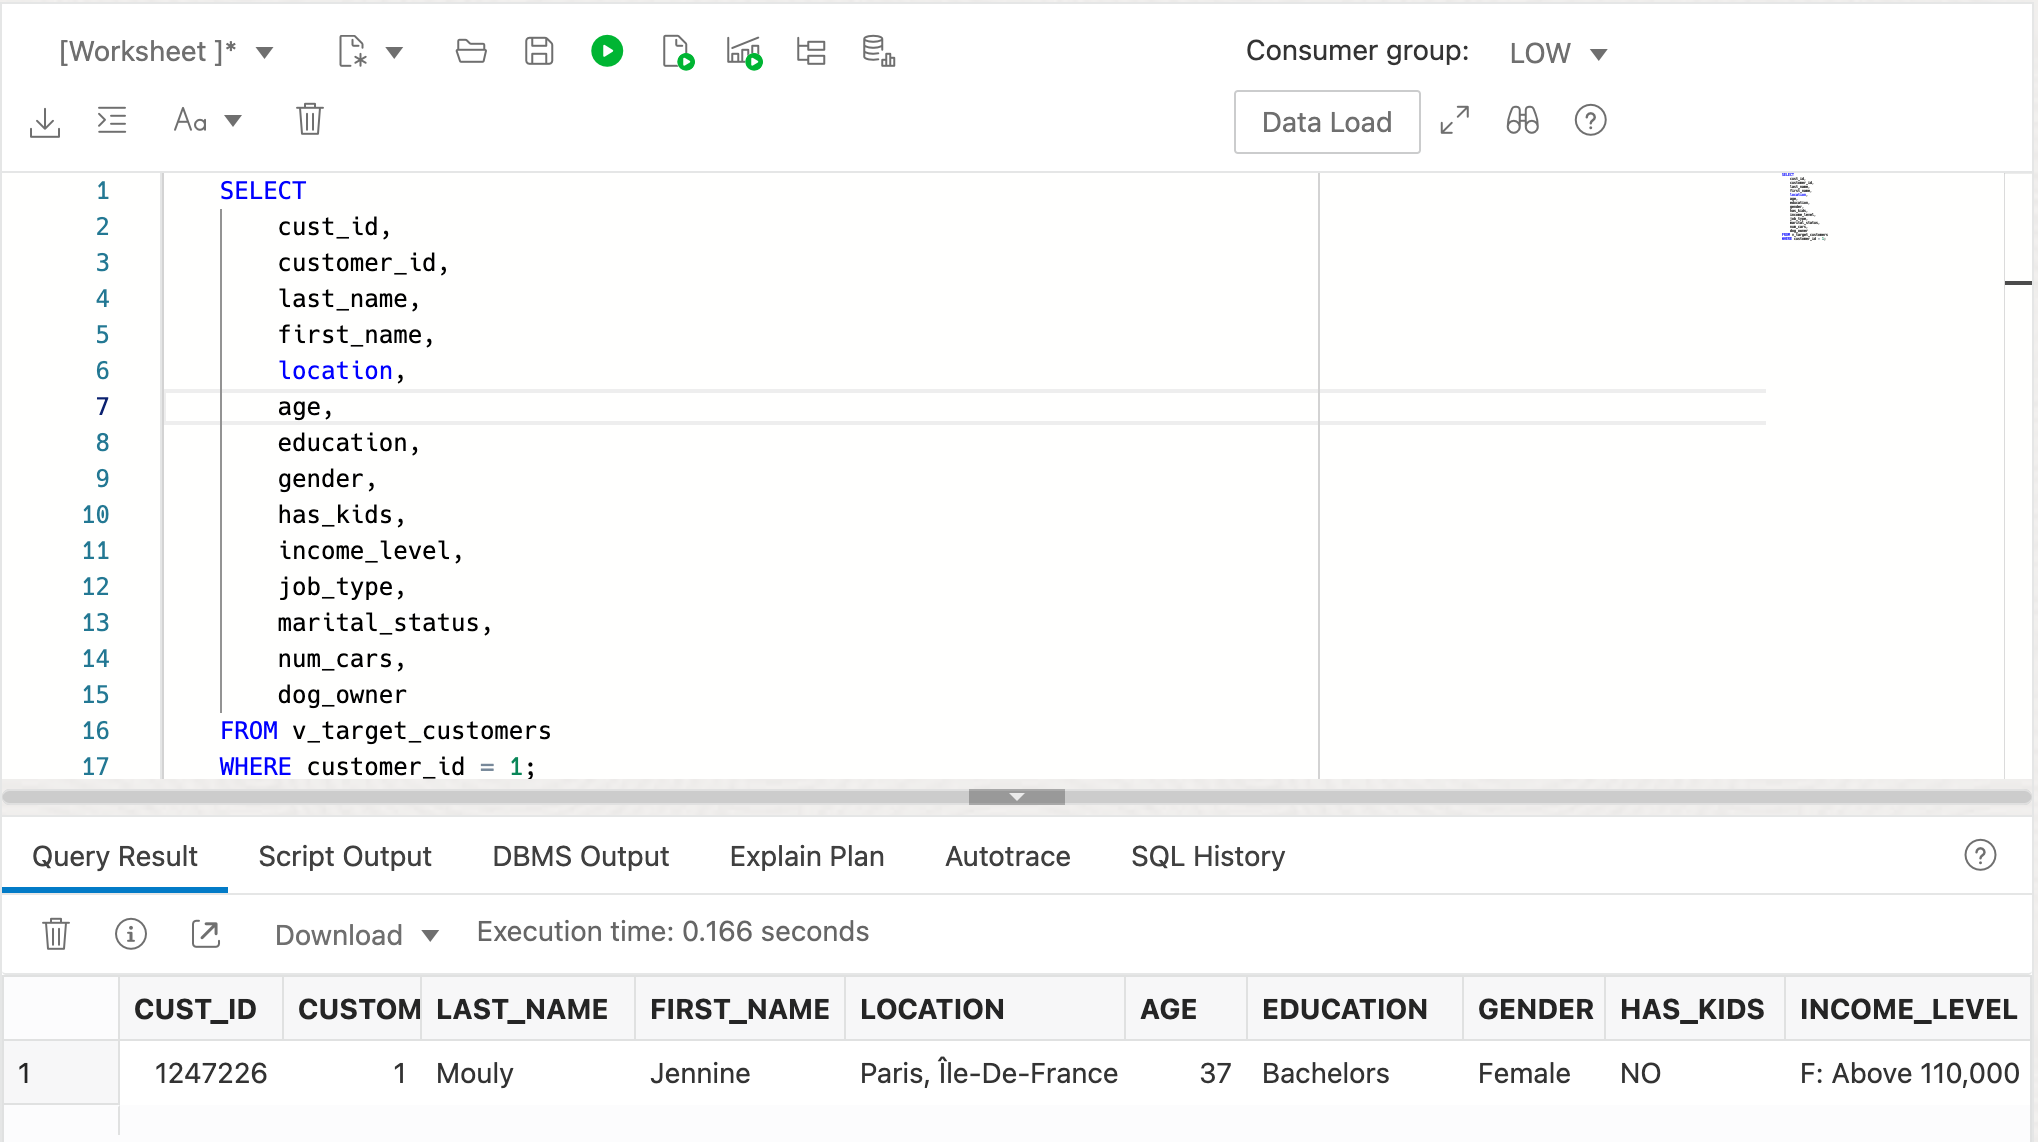 [Worksheet ]*
Consumer group: LOW
Aa
Data Load
?
1 SELECT
2 cust_id,
3 customer_id,
4 last_name,
5 first_name,
6 location,
7 age,
8 education,
9 gender,
10 has_kids,
11 income_level,
12 job_type,
13 marital_status,
14 num_cars,
15 dog_owner
16 FROM v_target_customers
17 WHERE customer_id = 1;
Query Result Script Output DBMS Output Explain Plan Autotrace SQL History ?
i Download Execution time: 0.166 seconds
CUST_ID CUSTOM LAST_NAME FIRST_NAME LOCATION AGE EDUCATION GENDER HAS_KIDS INCOME_LEVEL
1 1247226 1 Mouly Jennine Paris, Île-De-France 37 Bachelors Female NO F: Above 110,000